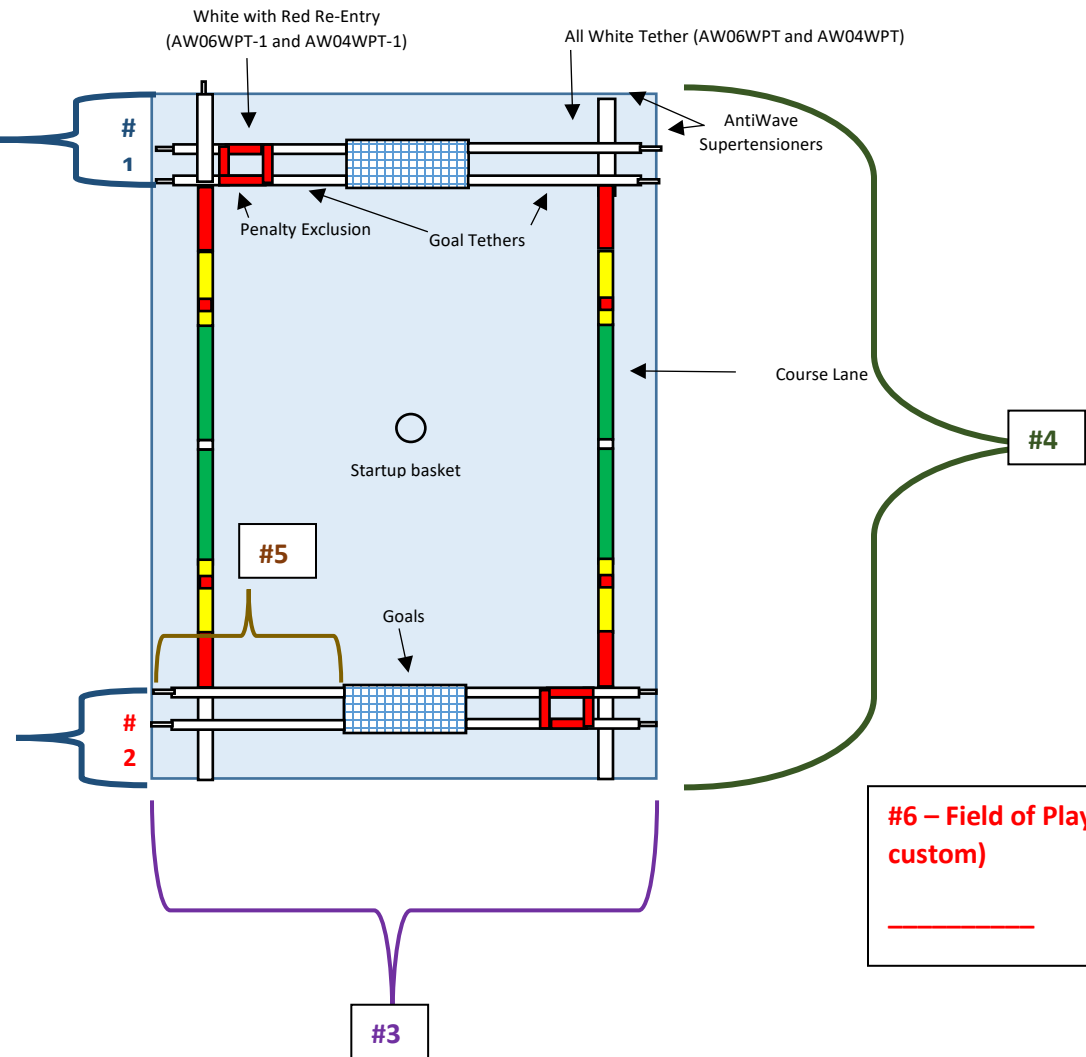 White with Red Re-Entry
(AW06WPT-1 and AW04WPT-1)
All White Tether (AW06WPT and AW04WPT)
AntiWave
Supertensioners
#
1
Penalty Exclusion
Goal Tethers
Course Lane
#4
Startup basket
#5
Goals
#
2
#6 – Field of Play
custom)
__________
#3